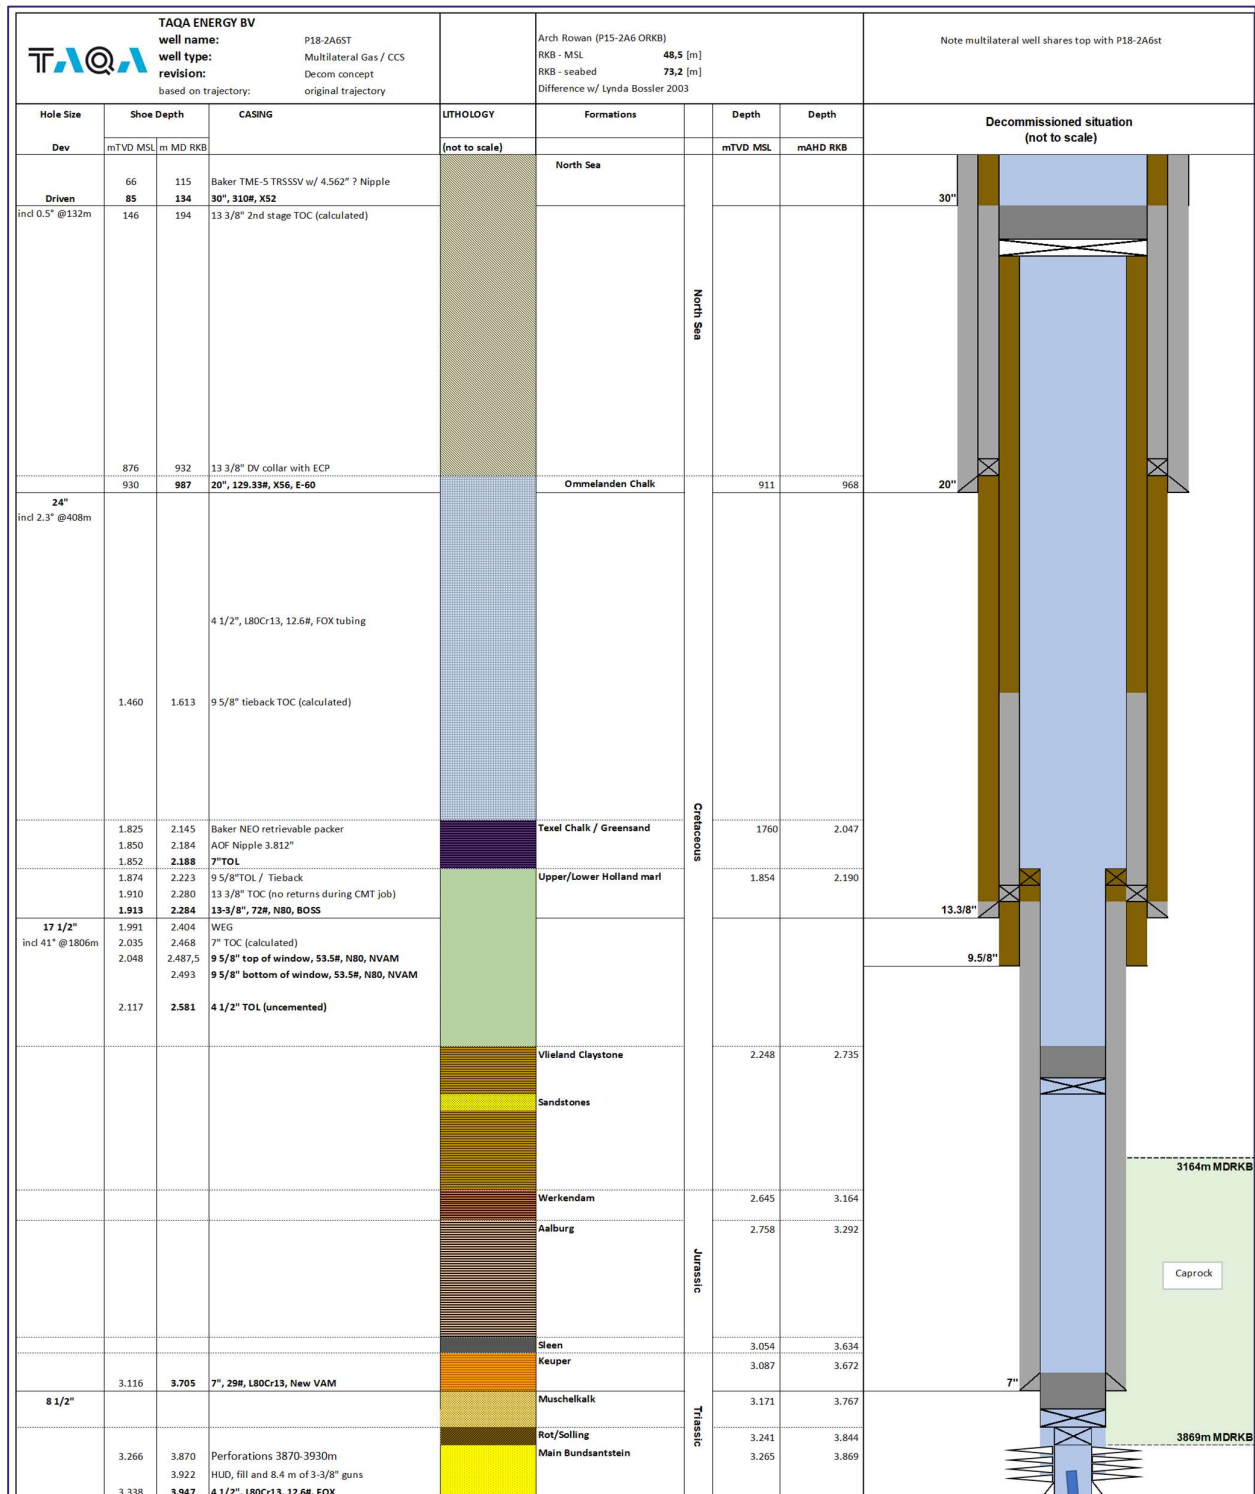 TAQA
TAQA ENERGY BV
well name: P18-2A6ST
well type: Multilateral Gas / CCS
revision: Decom concept
based on trajectory: original trajectory
Arch Rowan (P15-2A6 ORKB)
RKB - MSL 48,5 [m]
RKB - seabed 73,2 [m]
Difference w/ Lynda Bossler 2003
Note multilateral well shares top with P18-2A6st
Hole Size Shoe Depth CASING LITHOLOGY Formations Depth Depth
Decommissioned situation
(not to scale)
Dev mTVD MSL m MD RKB (not to scale) mTVD MSL mAHD RKB
North Sea
66 115 Baker TME-5 TRSSSV w/ 4.562" ? Nipple
Driven 85 134 30", 310#, X52
30"
incl 0.5° @132m 146 194 13 3/8" 2nd stage TOC (calculated)
North Sea
876 932 13 3/8" DV collar with ECP
930 987 20", 129.33#, X56, E-60 Ommelanden Chalk 911 968
20"
24"
incl 2.3° @408m
4 1/2", L80Cr13, 12.6#, FOX tubing
1.460 1.613 9 5/8" tieback TOC (calculated)
Cretaceous
1.825 2.145 Baker NEO retrievable packer Texel Chalk / Greensand 1760 2.047
1.850 2.184 AOF Nipple 3.812"
1.852 2.188 7"TOL
1.874 2.223 9 5/8"TOL / Tieback Upper/Lower Holland marl 1.854 2.190
1.910 2.280 13 3/8" TOC (no returns during CMT job)
1.913 2.284 13-3/8", 72#, N80, BOSS
13.3/8"
17 1/2" 1.991 2.404 WEG
incl 41° @1806m 2.035 2.468 7" TOC (calculated)
2.048 2.487,5 9 5/8" top of window, 53.5#, N80, NVAM
9.5/8"
2.493 9 5/8" bottom of window, 53.5#, N80, NVAM
2.117 2.581 4 1/2" TOL (uncemented)
Vlieland Claystone 2.248 2.735
Sandstones
3164m MDRKB
Werkendam 2.645 3.164
Aalburg 2.758 3.292
Jurassic
Caprock
Sleen 3.054 3.634
Keuper 3.087 3.672
3.116 3.705 7", 29#, L80Cr13, New VAM
7"
8 1/2" Muschelkalk 3.171 3.767
Triassic
Rot/Solling 3.241 3.844
3869m MDRKB
3.266 3.870 Perforations 3870-3930m Main Bundsantstein 3.265 3.869
3.922 HUD, fill and 8.4 m of 3-3/8" guns
3.338 3.947 4 1/2", L80Cr13, 12.6#, FOX